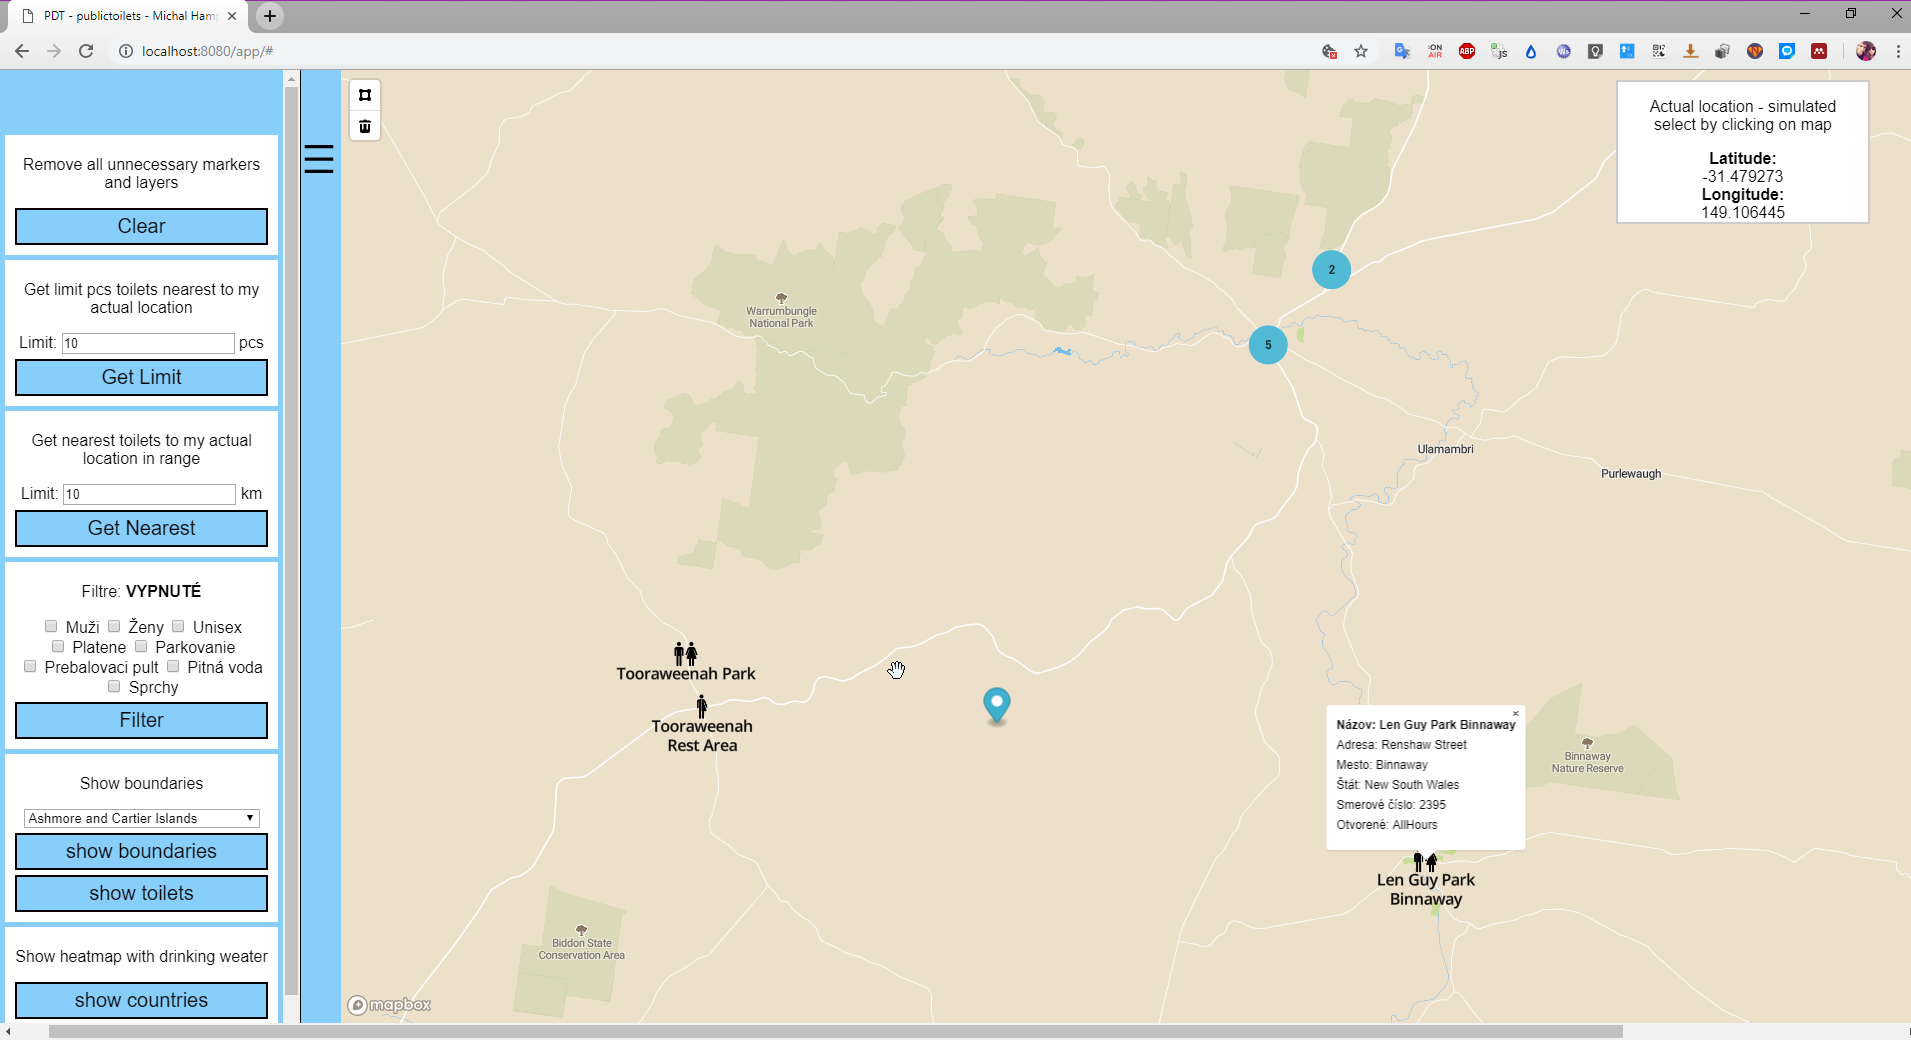 PDT - publictoilets - Michal Ham
localhost:8080/app/#
Remove all unnecessary markers
and layers
Clear
Get limit pcs toilets nearest to my
actual location
Limit: 10 pcs
Get Limit
Get nearest toilets to my actual
location in range
Limit: 10 km
Get Nearest
Filtre: VYPNUTÉ
Muži Ženy Unisex
Platene Parkovanie
Prebalovaci pult Pitná voda
Sprchy
Filter
Show boundaries
Ashmore and Cartier Islands
show boundaries
show toilets
Show heatmap with drinking weater
show countries
Actual location - simulated
select by clicking on map
Latitude:
-31.479273
Longitude:
149.106445
2
5
Warrumbungle
National Park
Ulamambri
Purlewaugh
Tooraweenah Park
Tooraweenah
Rest Area
Názov: Len Guy Park Binnaway
Adresa: Renshaw Street
Mesto: Binnaway
Štát: New South Wales
Smerové číslo: 2395
Otvorené: AllHours
Binnaway
Nature Reserve
Len Guy Park
Binnaway
Biddon State
Conservation Area
mapbox